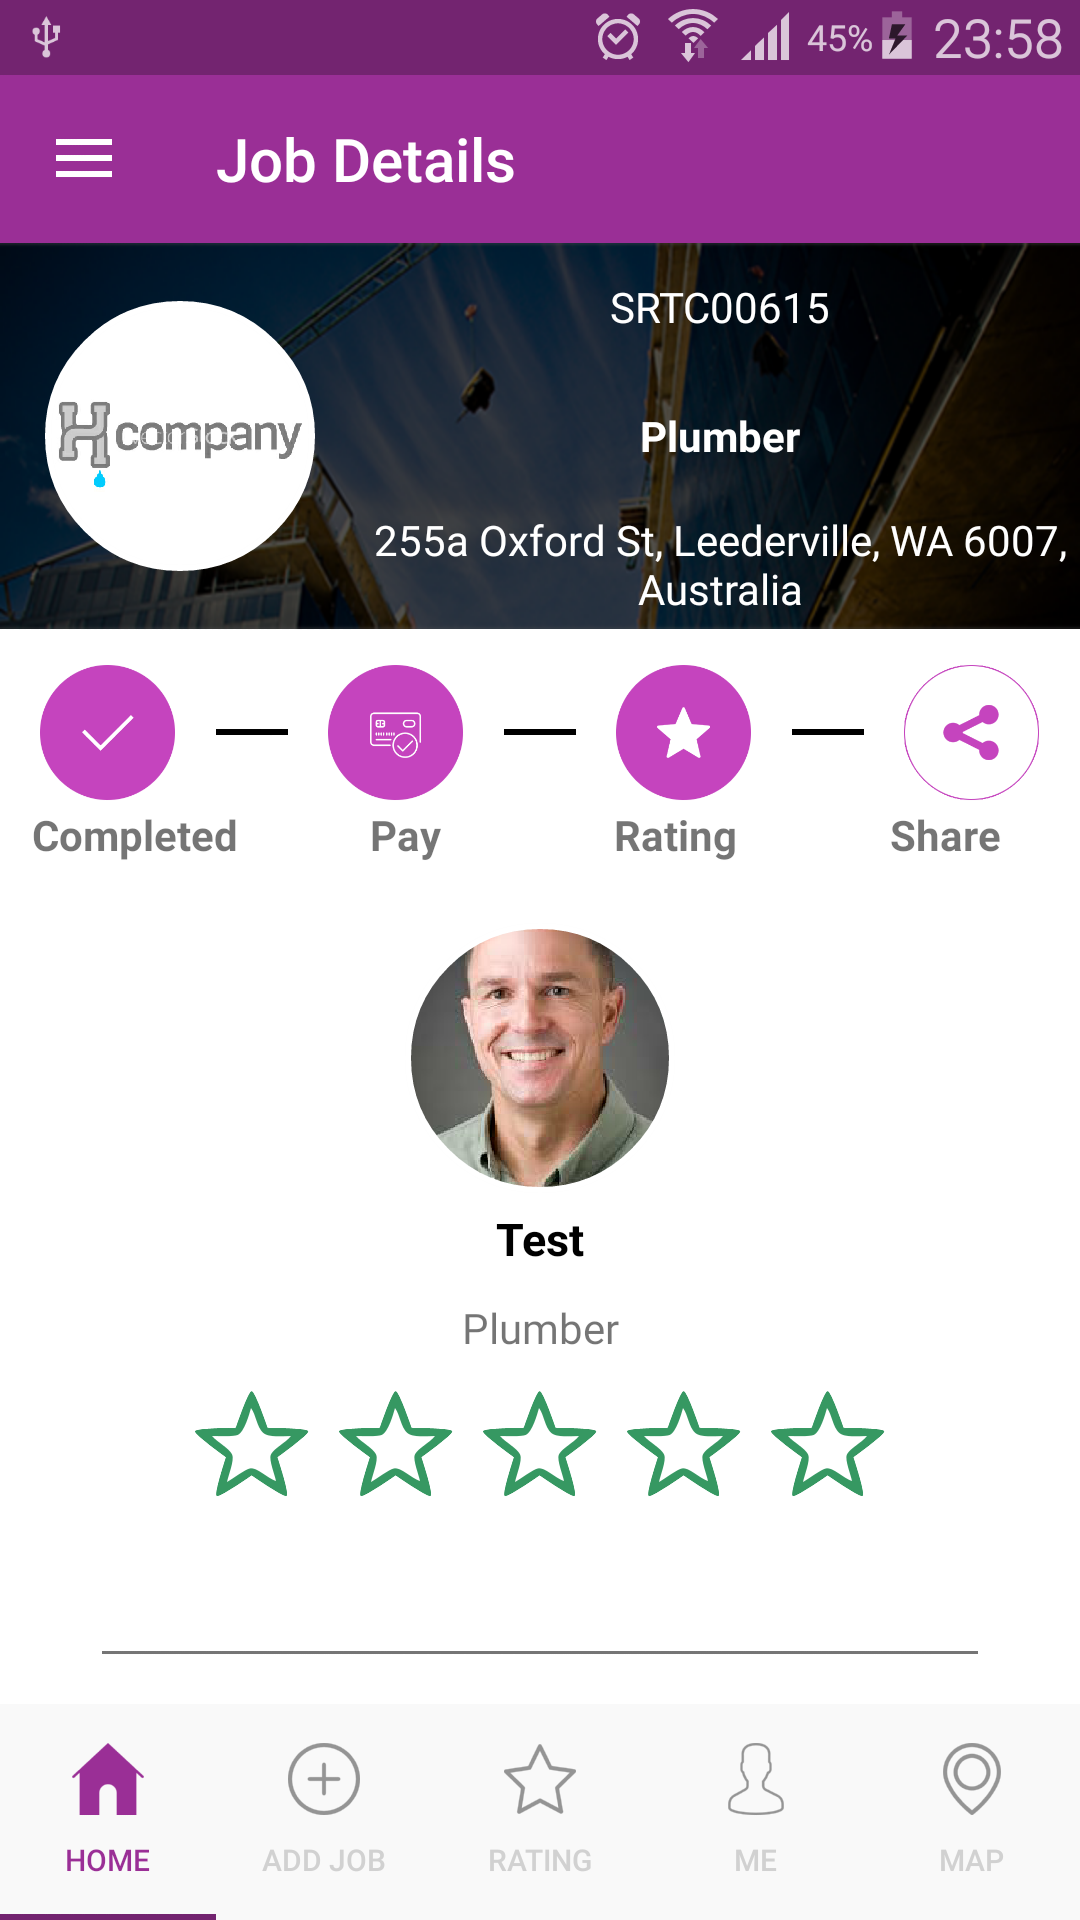 45% 23:58
Job Details
SRTC00615
company
Plumber
255a Oxford St, Leederville, WA 6007,
Australia
Completed Pay Rating Share
Test
Plumber
HOME ADD JOB RATING ME MAP